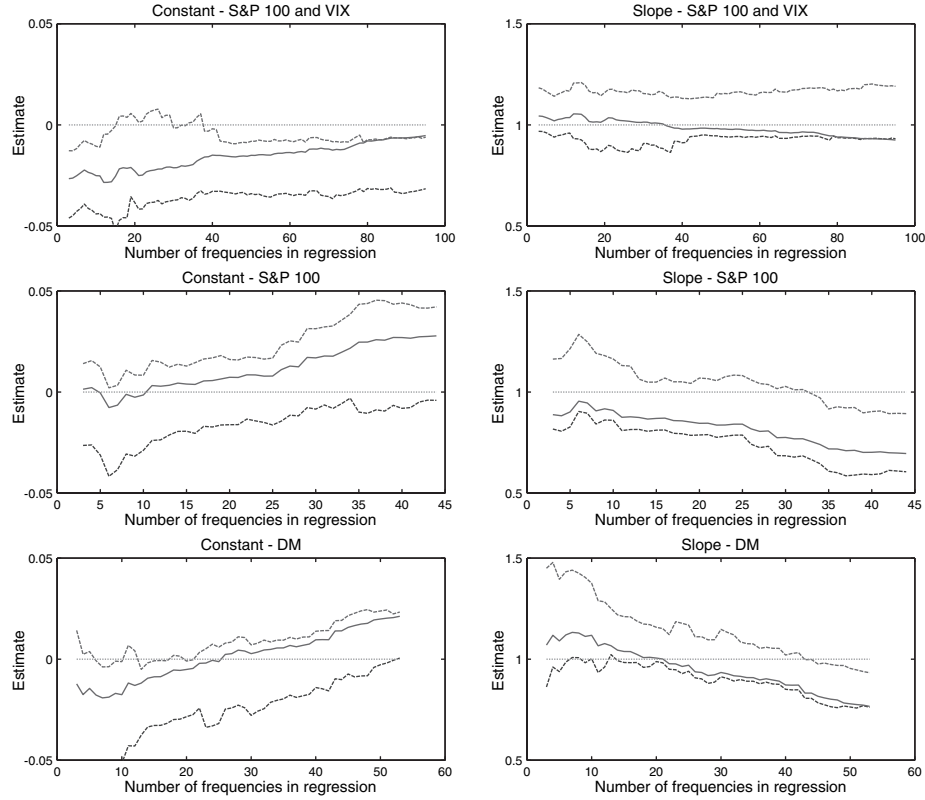 Constant - S&P 100 and VIX
0.05
0
-0.05
Estimate
0 20 40 60 80 100
Number of frequencies in regression
Slope - S&P 100 and VIX
1.5
1
0.5
Estimate
0 20 40 60 80 100
Number of frequencies in regression
Constant - S&P 100
0.05
0
-0.05
Estimate
0 5 10 15 20 25 30 35 40 45
Number of frequencies in regression
Slope - S&P 100
1.5
1
0.5
Estimate
0 5 10 15 20 25 30 35 40 45
Number of frequencies in regression
Constant - DM
0.05
0
-0.05
Estimate
0 10 20 30 40 50 60
Number of frequencies in regression
Slope - DM
1.5
1
0.5
Estimate
0 10 20 30 40 50 60
Number of frequencies in regression